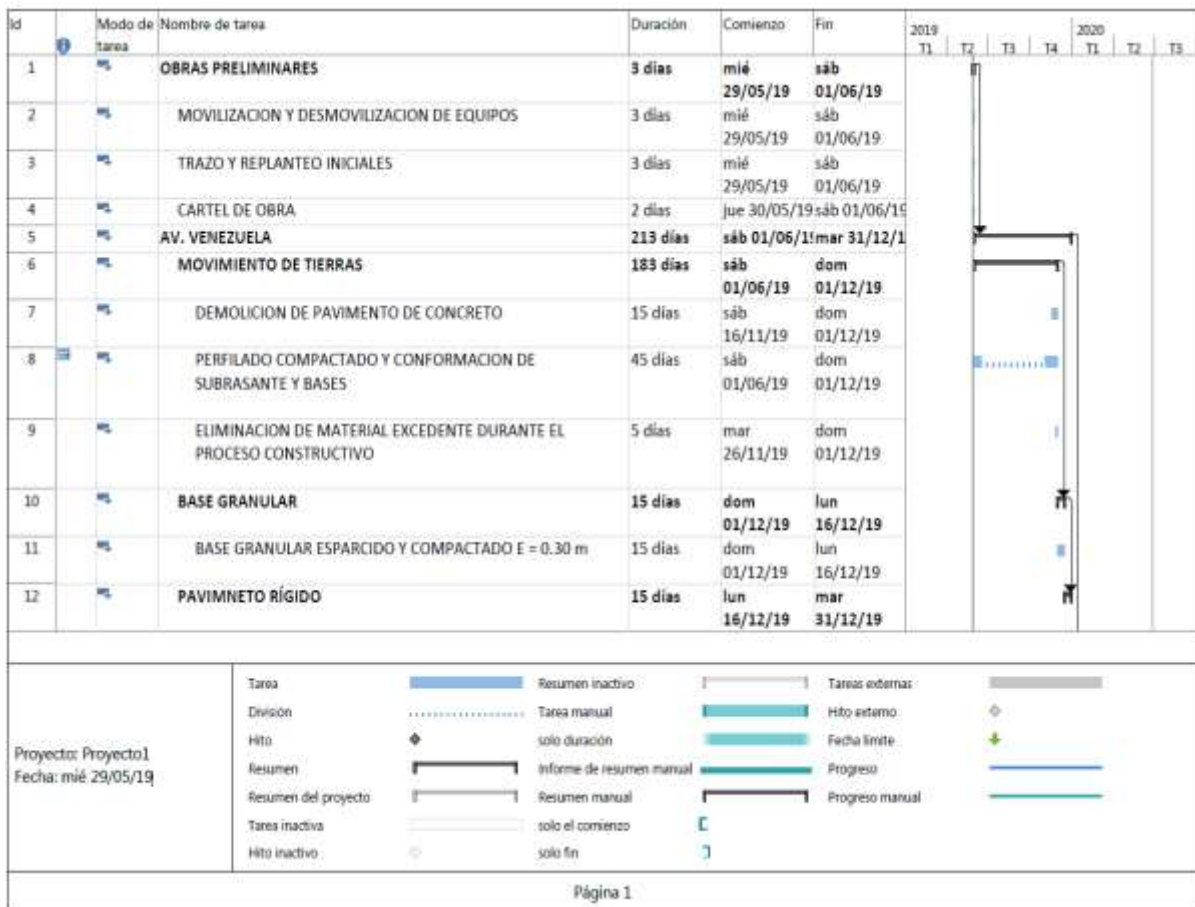 Id Modo de Nombre de tarea Duración Comienzo Fin 2019 2020
tarea T1 T2 T3 T4 T1 T2 T3
1 OBRAS PRELIMINARES 3 días mié sáb
29/05/19 01/06/19
2 MOVILIZACION Y DESMOVILIZACION DE EQUIPOS 3 días mié sáb
29/05/19 01/06/19
3 TRAZO Y REPLANTEO INICIALES 3 días mié sáb
29/05/19 01/06/19
4 CARTEL DE OBRA 2 días jue 30/05/19 sáb 01/06/19
5 AV. VENEZUELA 213 días sáb 01/06/1 mar 31/12/1
6 MOVIMIENTO DE TIERRAS 183 días sáb dom
01/06/19 01/12/19
7 DEMOLICION DE PAVIMENTO DE CONCRETO 15 días sáb dom
16/11/19 01/12/19
8 PERFILADO COMPACTADO Y CONFORMACION DE 45 días sáb dom
SUBRASANTE Y BASES 01/06/19 01/12/19
9 ELIMINACION DE MATERIAL EXCEDENTE DURANTE EL 5 días mar dom
PROCESO CONSTRUCTIVO 26/11/19 01/12/19
10 BASE GRANULAR 15 días dom lun
01/12/19 16/12/19
11 BASE GRANULAR ESPARCIDO Y COMPACTADO E = 0.30 m 15 días dom lun
01/12/19 16/12/19
12 PAVIMNETO RÍGIDO 15 días lun mar
16/12/19 31/12/19
Proyecto: Proyecto1
Fecha: mié 29/05/19
Tarea Resumen inactivo Tareas externas
División Tarea manual Hito externo
Hito solo duración Fecha límite
Resumen Informe de resumen manual Progreso
Resumen del proyecto Resumen manual Progreso manual
Tarea inactiva solo el comienzo
Hito inactivo solo fin
Página 1